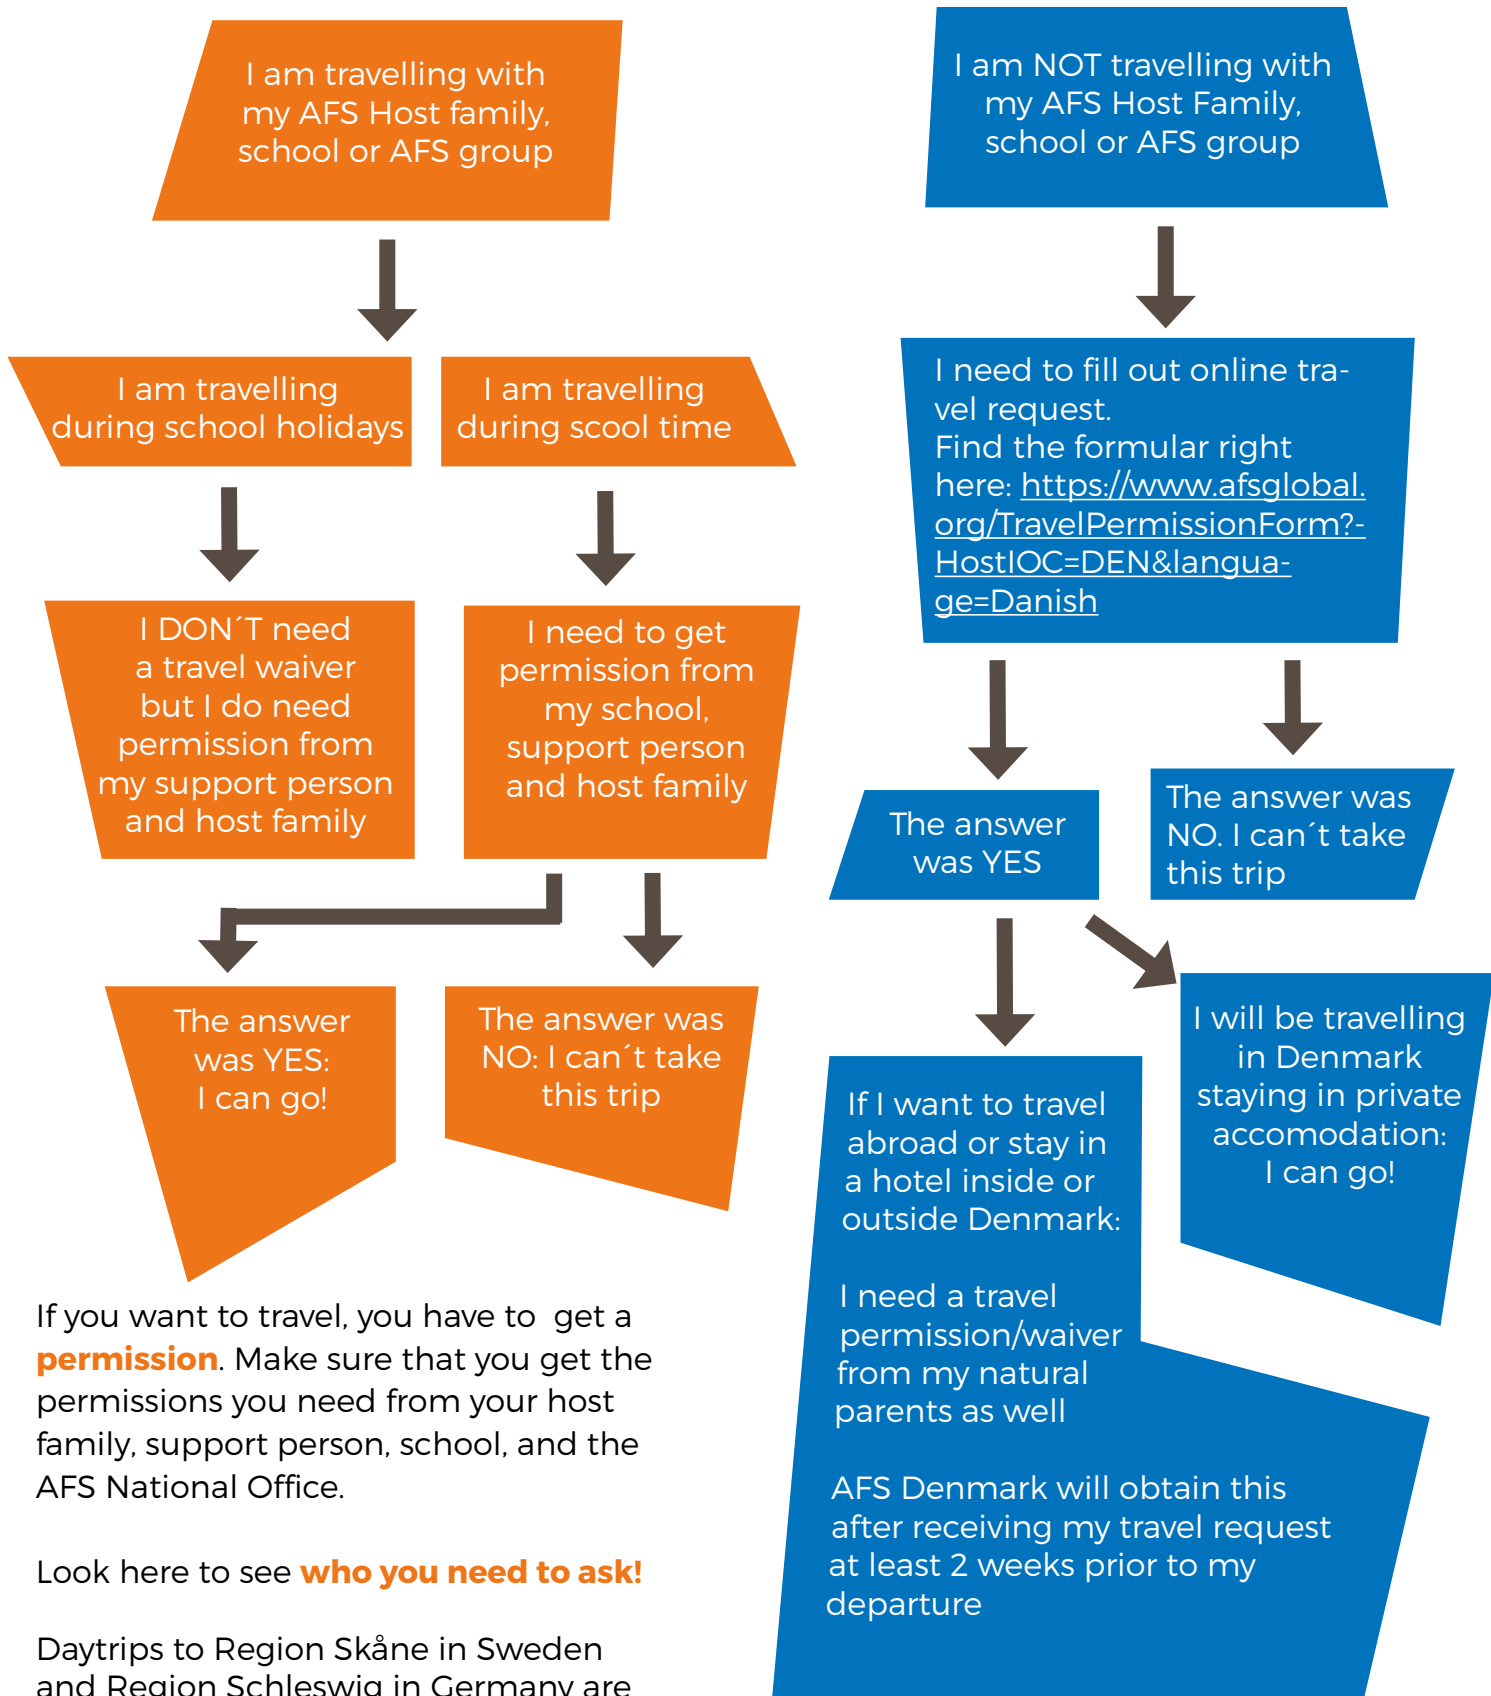 I am travelling with
my AFS Host family,
school or AFS group
I am travelling
during school holidays
I am travelling
during scool time
I DON´T need
a travel waiver
but I do need
permission from
my support person
and host family
I need to get
permission from
my school,
support person
and host family
The answer
was YES:
I can go!
The answer was
NO: I can´t take
this trip
I am NOT travelling with
my AFS Host Family,
school or AFS group
I need to fill out online tra-
vel request.
Find the formular right
here: https://www.afsglobal.
org/TravelPermissionForm?-
HostIOC=DEN&langua-
ge=Danish
The answer
was YES
The answer was
NO. I can´t take
this trip
If I want to travel
abroad or stay in
a hotel inside or
outside Denmark:
I need a travel
permission/waiver
from my natural
parents as well
AFS Denmark will obtain this
after receiving my travel request
at least 2 weeks prior to my
departure
I will be travelling
in Denmark
staying in private
accomodation:
I can go!
If you want to travel, you have to  get a
permission. Make sure that you get the
permissions you need from your host
family, support person, school, and the
AFS National Office.
Look here to see who you need to ask!
Daytrips to Region Skåne in Sweden
and Region Schleswig in Germany are